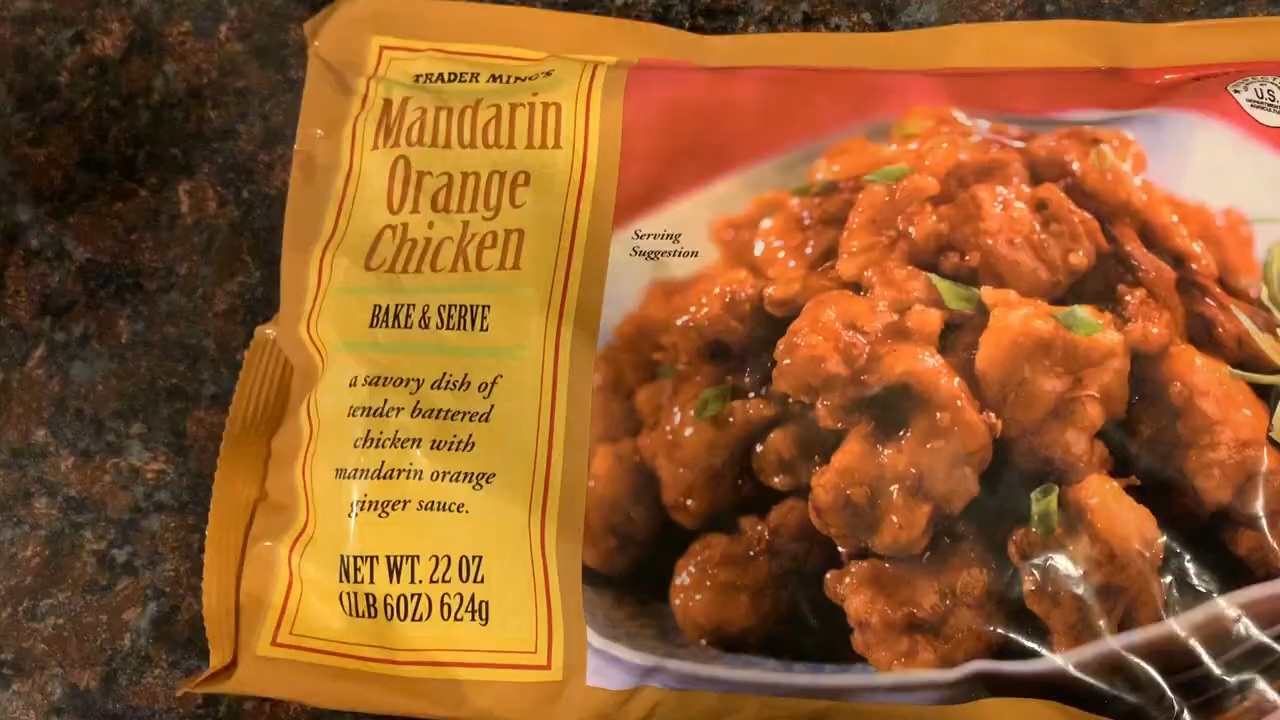 TRADER MING'S
Mandarin
Orange
Chicken
BAKE & SERVE
a savory dish of
tender battered
chicken with
mandarin orange
ginger sauce.
NET WT. 22 OZ
(1LB 6OZ) 624g
Serving
Suggestion
U.S.